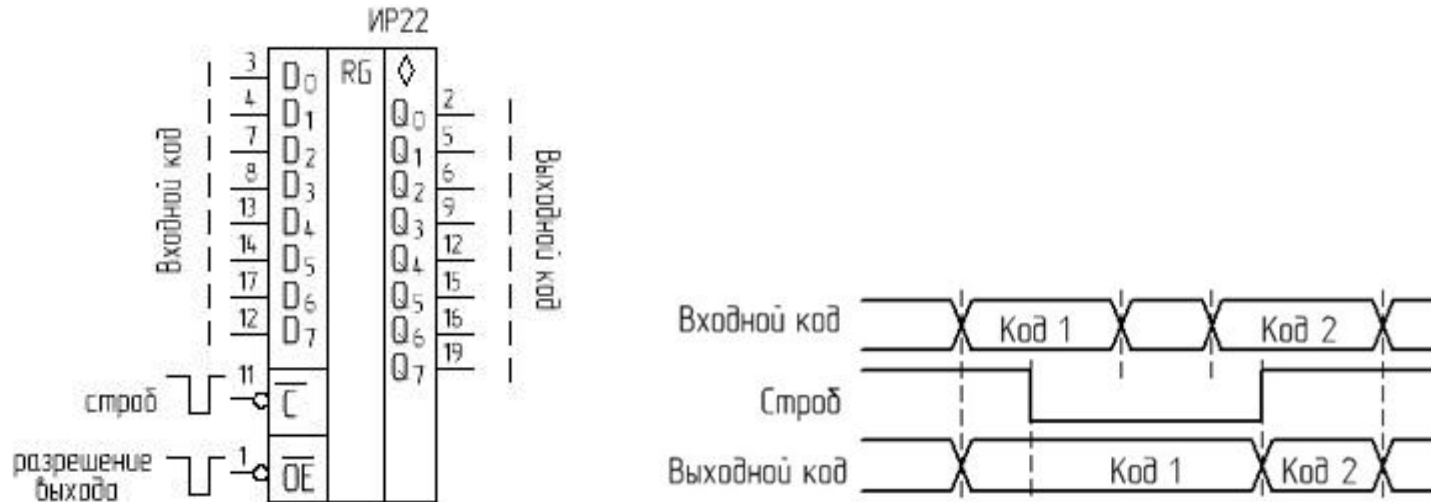 ИР22
RG ◊
3 D0
4 D1
7 D2
8 D3
13 D4
14 D5
17 D6
12 D7
Q0 2
Q1 5
Q2 6
Q3 9
Q4 12
Q5 15
Q6 16
Q7 19
Входной код
Выходной код
строб 11 C
разрешение
выхода 1 OE
Входной код Код 1 Код 2
Строб
Выходной код Код 1 Код 2